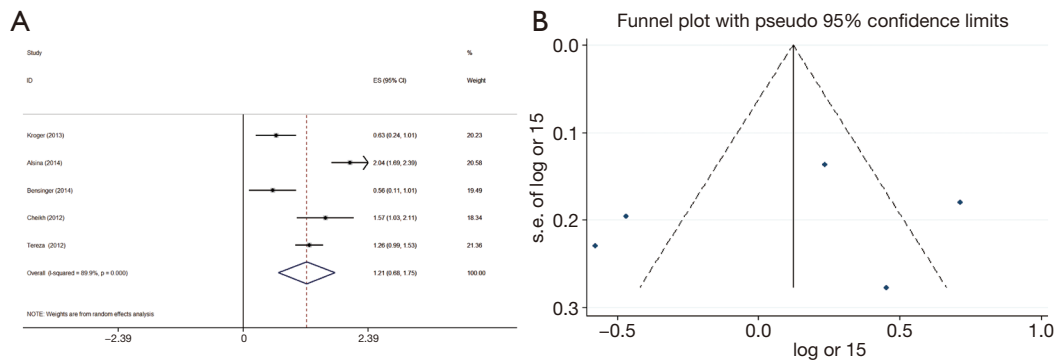 A
Study
%
ID
ES (95% CI)
Weight
Kroger (2013)
0.63 (0.24, 1.01)
20.23
Alsina (2014)
2.04 (1.69, 2.39)
20.58
Bensinger (2014)
0.56 (0.11, 1.01)
19.49
Cheikh (2012)
1.57 (1.03, 2.11)
18.34
Tereza (2012)
1.26 (0.99, 1.53)
21.36
Overall (I-squared = 89.9%, p = 0.000)
1.21 (0.68, 1.75)
100.00
NOTE: Weights are from random effects analysis
−2.39
0
2.39
B
Funnel plot with pseudo 95% confidence limits
s.e. of log or 15
0.0
0.1
0.2
0.3
−0.5
0.0
0.5
1.0
log or 15